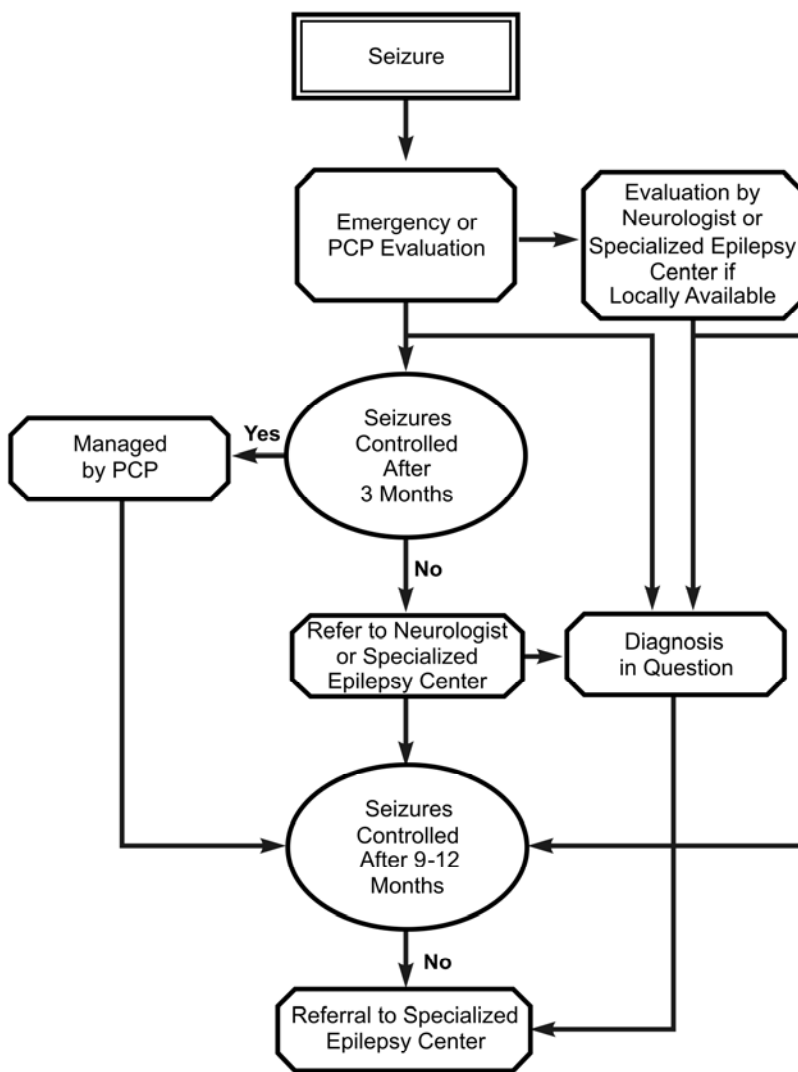 Seizure
Emergency or
PCP Evaluation
Evaluation by
Neurologist or
Specialized Epilepsy
Center if
Locally Available
Seizures
Controlled
After
3 Months
Yes
Managed
by PCP
No
Refer to Neurologist
or Specialized
Epilepsy Center
Diagnosis
in Question
Seizures
Controlled
After 9-12
Months
No
Referral to Specialized
Epilepsy Center